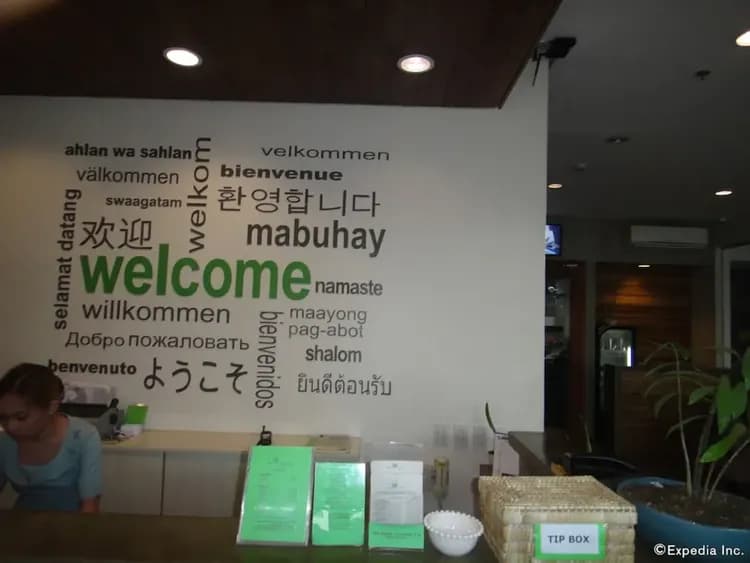 ahlan wa sahlan
velkommen
välkommen
welkom
bienvenue
swaagatam
환영합니다
selamat datang
欢迎
mabuhay
welcome
namaste
willkommen
maayong
pag-abot
Добро пожаловать
bienvenidos
shalom
benvenuto
ようこそ
ยินดีต้อนรับ
TIP BOX
©Expedia Inc.